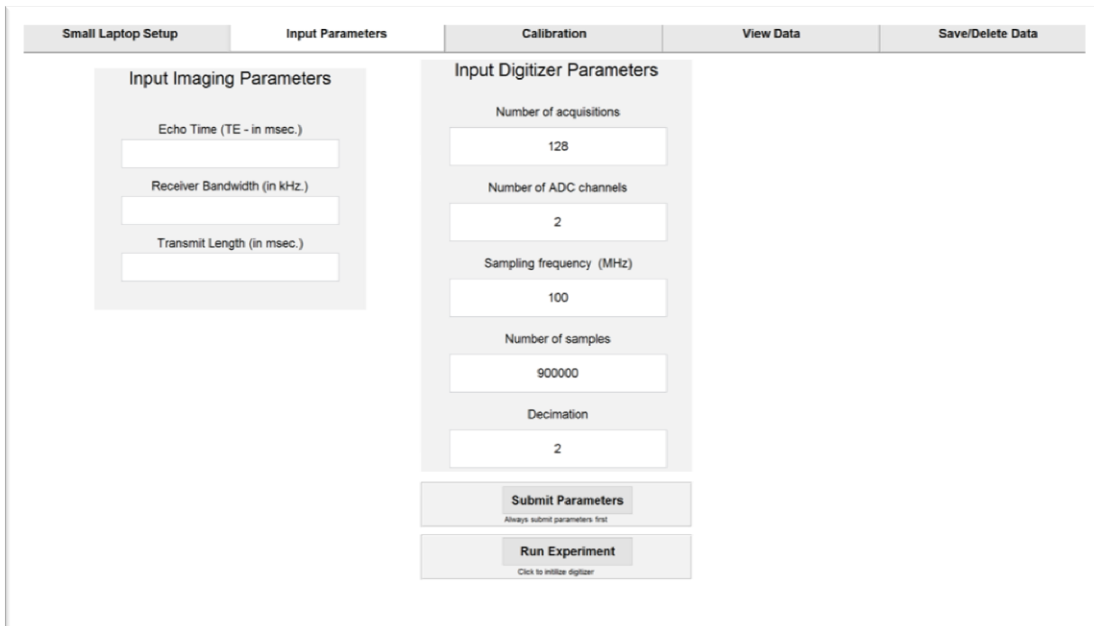 Small Laptop Setup
Input Parameters
Calibration
View Data
Save/Delete Data
Input Imaging Parameters
Echo Time (TE - in msec.)
Receiver Bandwidth (in kHz.)
Transmit Length (in msec.)
Input Digitizer Parameters
Number of acquisitions
128
Number of ADC channels
2
Sampling frequency (MHz)
100
Number of samples
900000
Decimation
2
Submit Parameters
Always submit parameters first
Run Experiment
Click to initilize digitizer